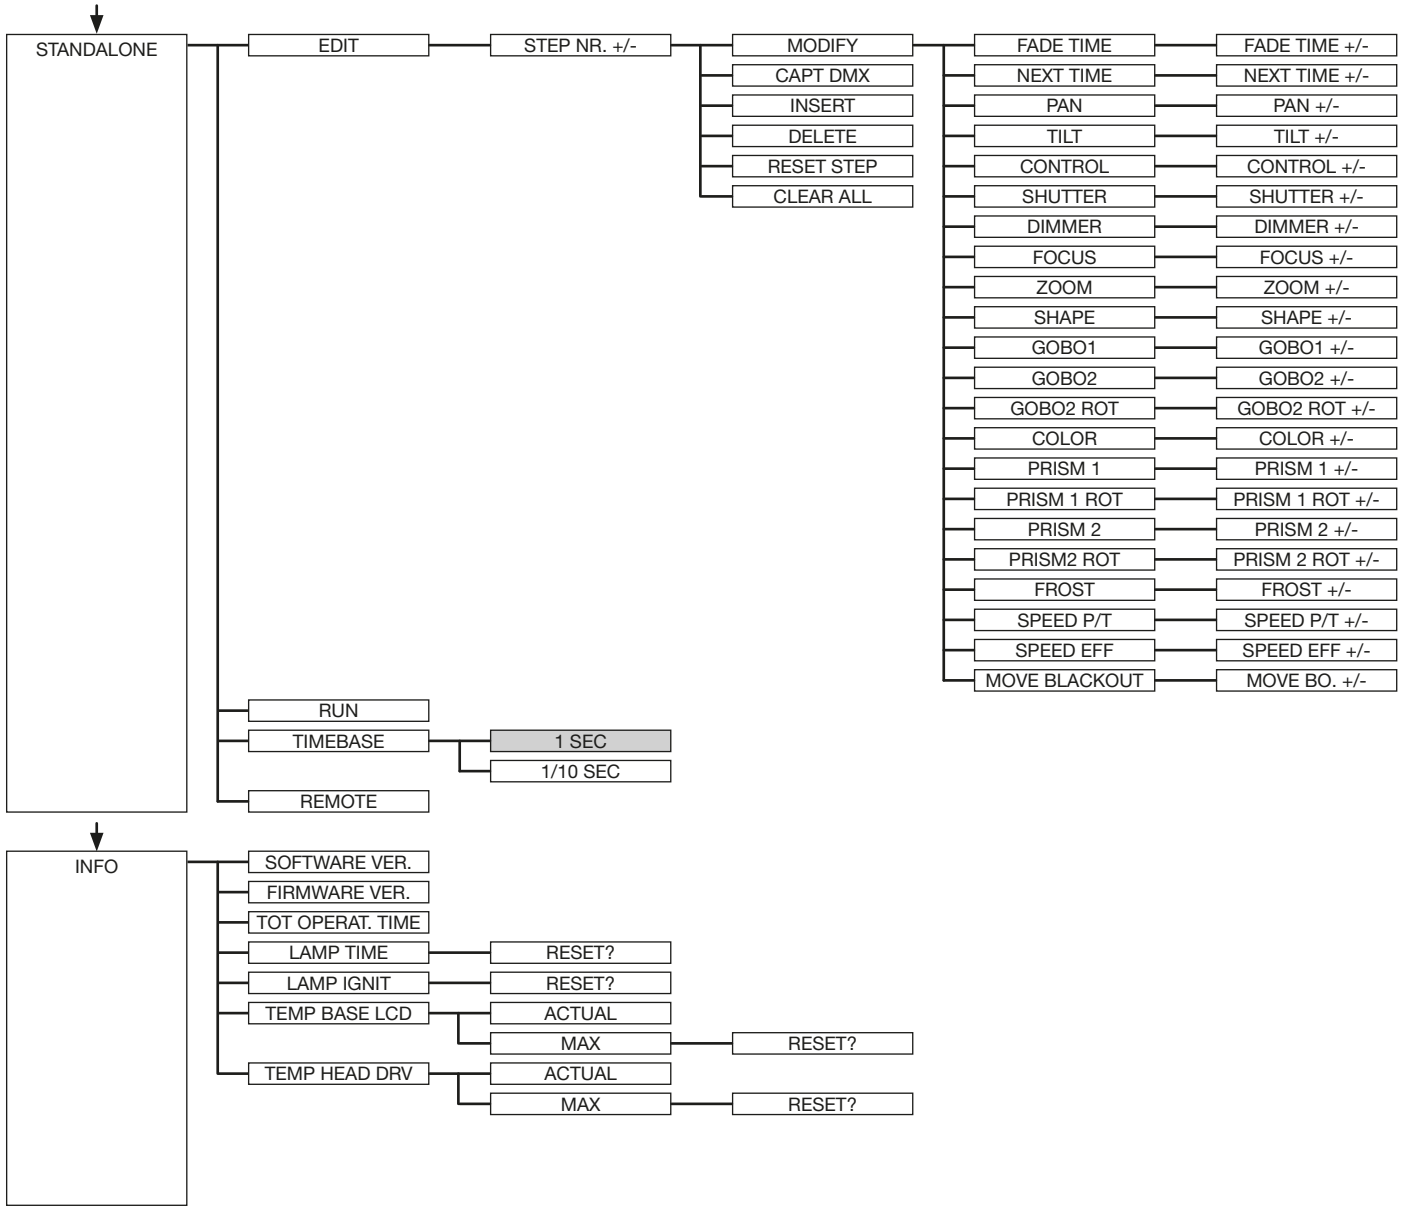 STANDALONE EDIT STEP NR. +/- MODIFY FADE TIME FADE TIME +/-
CAPT DMX NEXT TIME NEXT TIME +/-
INSERT PAN PAN +/-
DELETE TILT TILT +/-
RESET STEP CONTROL CONTROL +/-
CLEAR ALL SHUTTER SHUTTER +/-
DIMMER DIMMER +/-
FOCUS FOCUS +/-
ZOOM ZOOM +/-
SHAPE SHAPE +/-
GOBO1 GOBO1 +/-
GOBO2 GOBO2 +/-
GOBO2 ROT GOBO2 ROT +/-
COLOR COLOR +/-
PRISM 1 PRISM 1 +/-
PRISM 1 ROT PRISM 1 ROT +/-
PRISM 2 PRISM 2 +/-
PRISM2 ROT PRISM 2 ROT +/-
FROST FROST +/-
SPEED P/T SPEED P/T +/-
SPEED EFF SPEED EFF +/-
MOVE BLACKOUT MOVE BO. +/-
RUN
TIMEBASE 1 SEC
1/10 SEC
REMOTE
INFO SOFTWARE VER.
FIRMWARE VER.
TOT OPERAT. TIME
LAMP TIME RESET?
LAMP IGNIT RESET?
TEMP BASE LCD ACTUAL
MAX RESET?
TEMP HEAD DRV ACTUAL
MAX RESET?